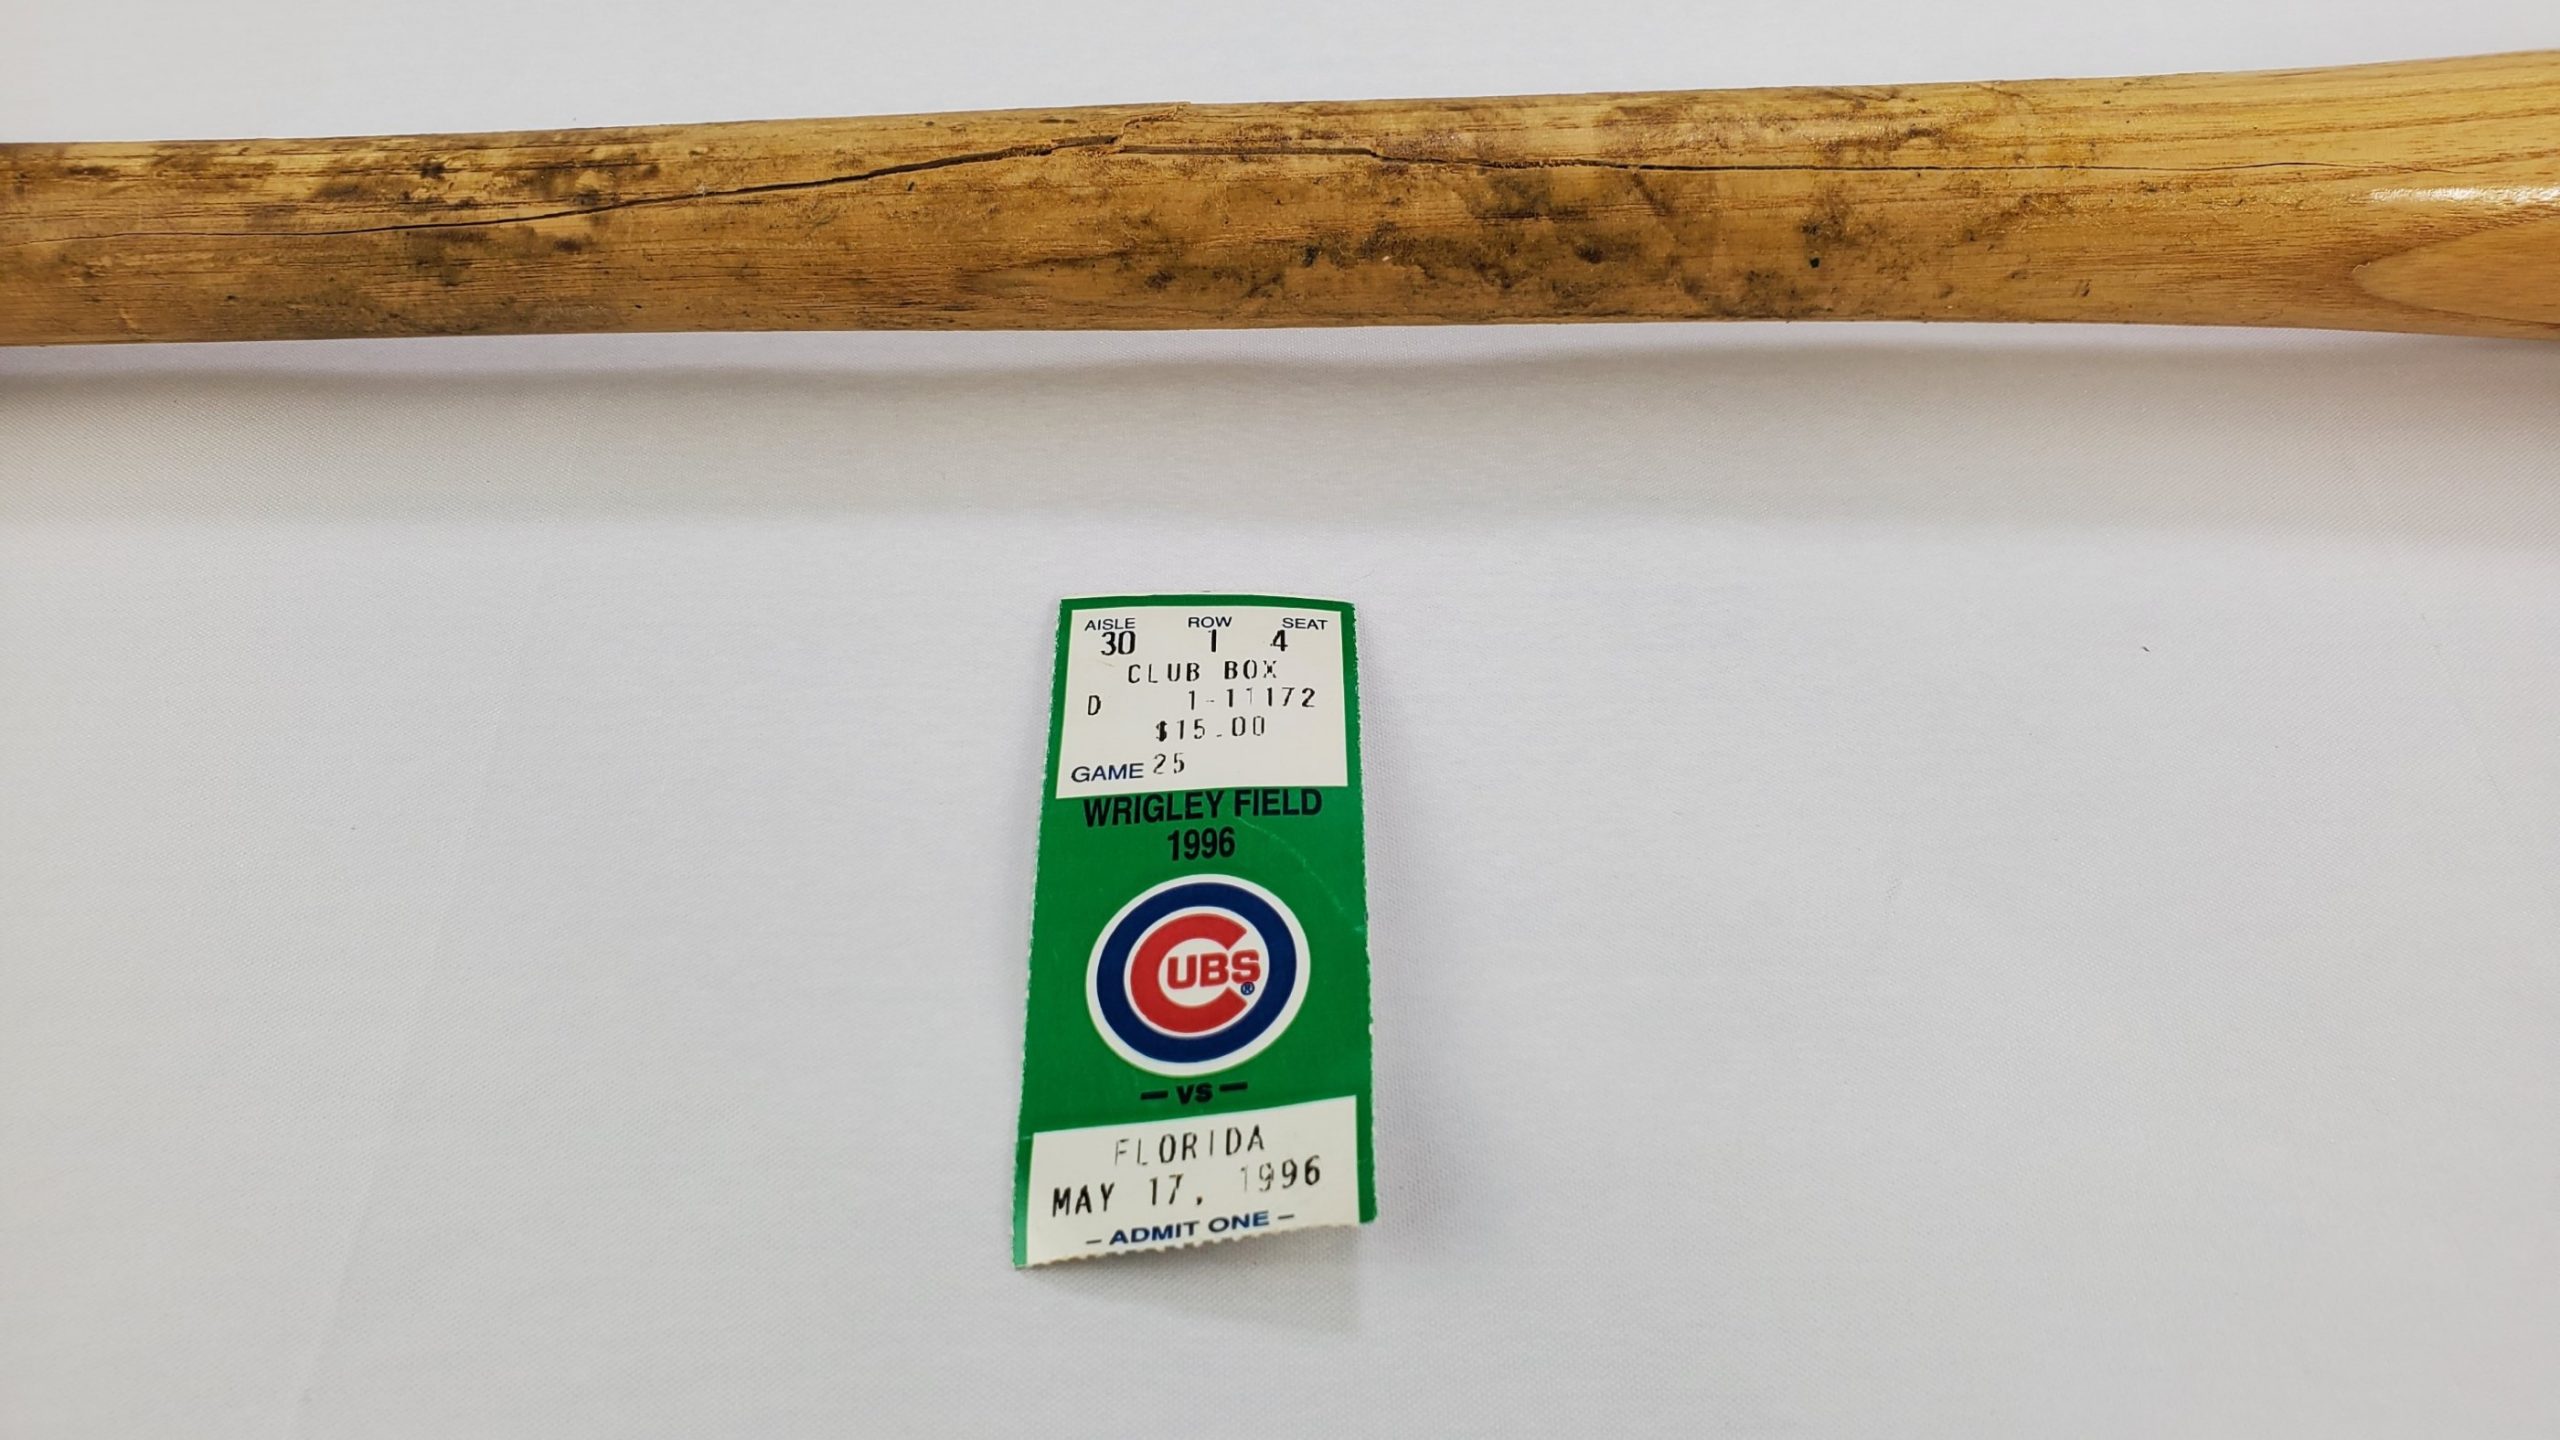 AISLE ROW SEAT
30 1 4
CLUB BOX
D 1-11172
$15.00
GAME 25
WRIGLEY FIELD
1996
CUBS®
— VS —
FLORIDA
MAY 17, 1996
— ADMIT ONE —